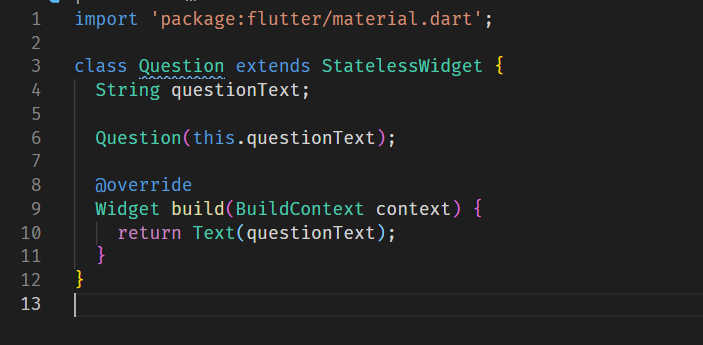 1 import 'package:flutter/material.dart';
2
3 class Question extends StatelessWidget {
4 String questionText;
5
6 Question(this.questionText);
7
8 @override
9 Widget build(BuildContext context) {
10 return Text(questionText);
11 }
12 }
13